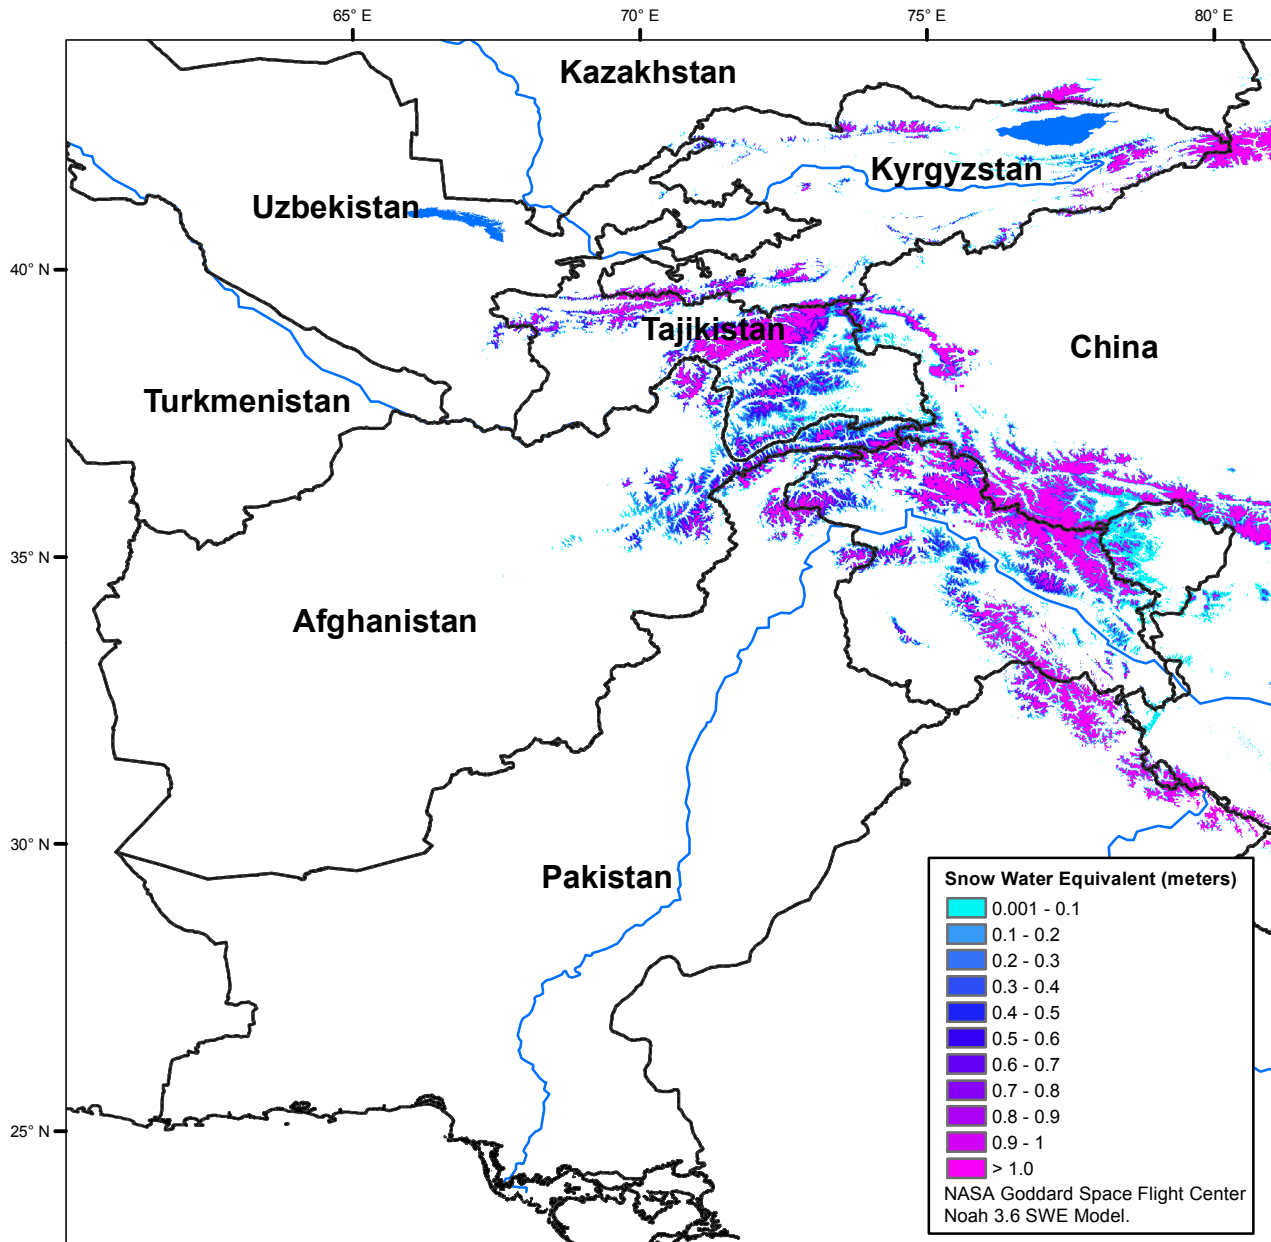 65° E
70° E
75° E
80° E
Kazakhstan
Kyrgyzstan
Uzbekistan
40° N
Tajikistan
China
Turkmenistan
35° N
Afghanistan
30° N
Pakistan
25° N
Snow Water Equivalent (meters)
0.001 - 0.1
0.1 - 0.2
0.2 - 0.3
0.3 - 0.4
0.4 - 0.5
0.5 - 0.6
0.6 - 0.7
0.7 - 0.8
0.8 - 0.9
0.9 - 1
> 1.0
NASA Goddard Space Flight Center
Noah 3.6 SWE Model.